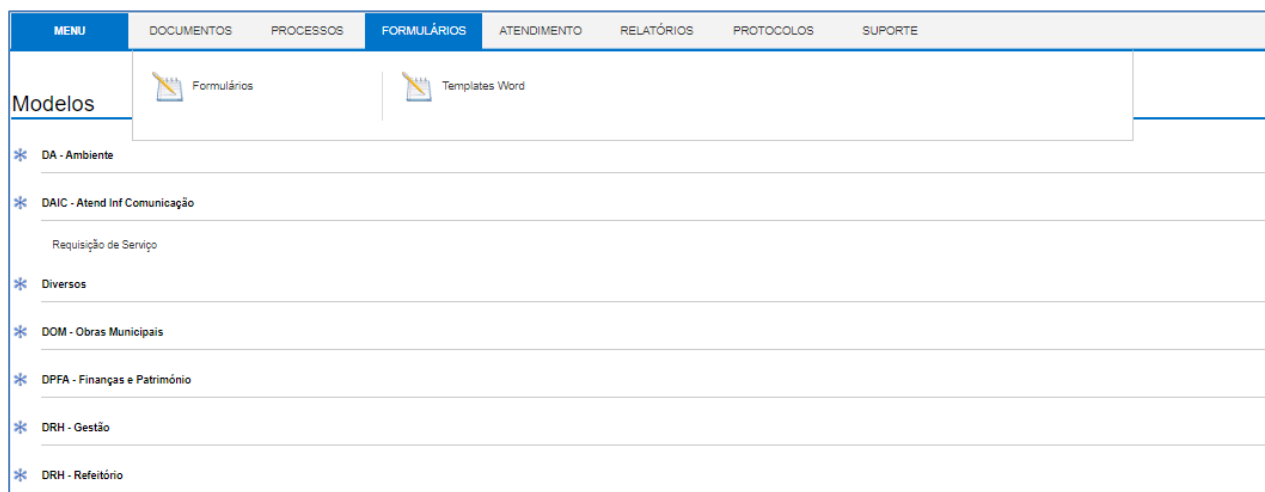 MENU DOCUMENTOS PROCESSOS FORMULÁRIOS ATENDIMENTO RELATÓRIOS PROTOCOLOS SUPORTE
Formulários Templates Word
Modelos
DA - Ambiente
DAIC - Atend Inf Comunicação
Requisição de Serviço
Diversos
DOM - Obras Municipais
DPFA - Finanças e Património
DRH - Gestão
DRH - Refeitório